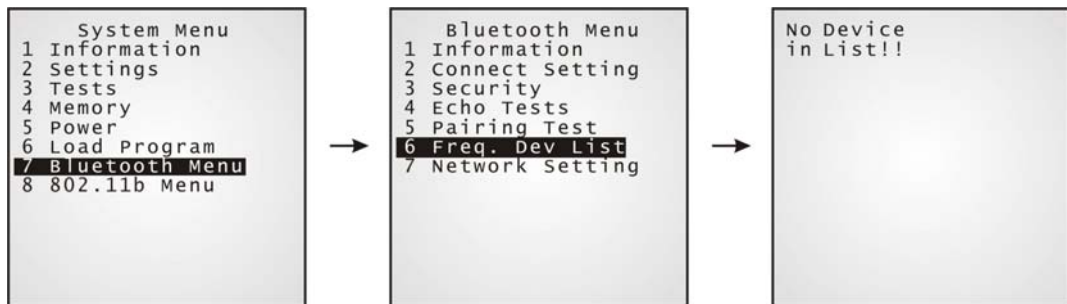 System Menu
1 Information
2 Settings
3 Tests
4 Memory
5 Power
6 Load Program
7 Bluetooth Menu
8 802.11b Menu
Bluetooth Menu
1 Information
2 Connect Setting
3 Security
4 Echo Tests
5 Pairing Test
6 Freq. Dev List
7 Network Setting
No Device
in List!!